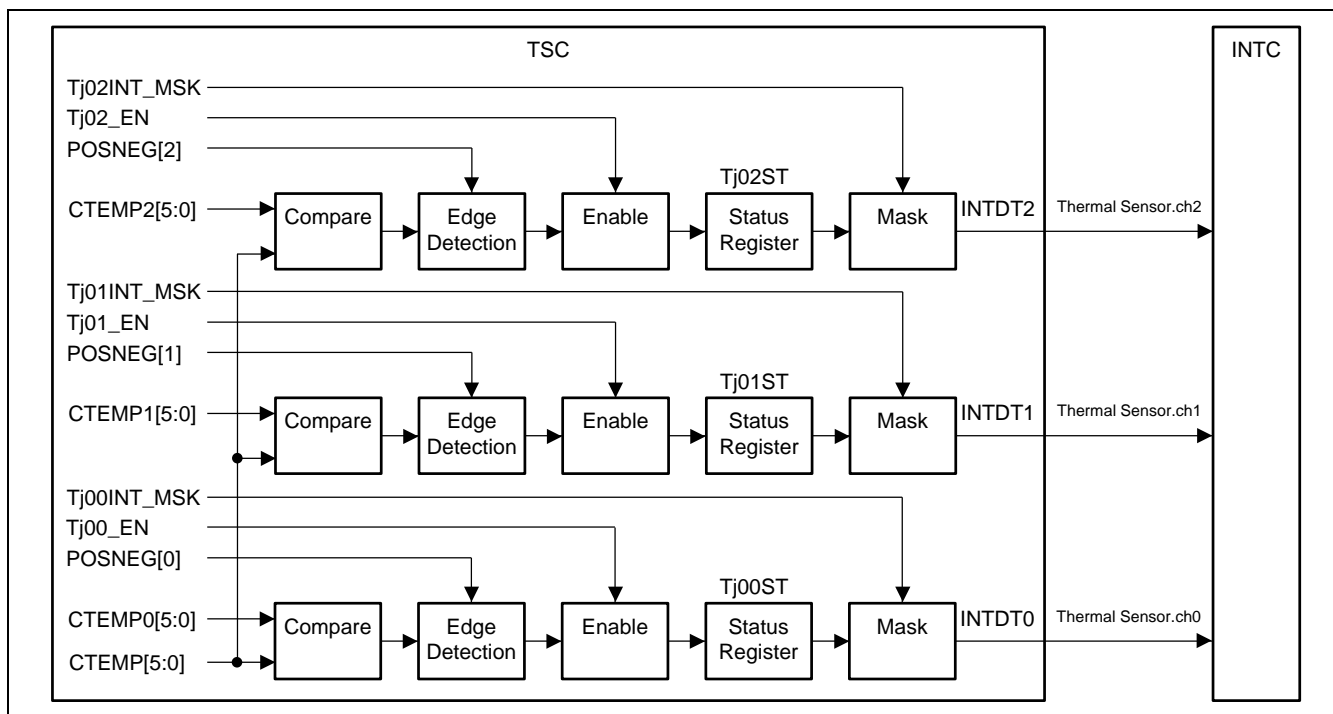 TSC
INTC
Tj02INT_MSK
Tj02_EN
POSNEG[2]
Tj02ST
CTEMP2[5:0]
Compare
Edge
Detection
Enable
Status
Register
Mask
INTDT2
Thermal Sensor.ch2
Tj01INT_MSK
Tj01_EN
POSNEG[1]
Tj01ST
CTEMP1[5:0]
Compare
Edge
Detection
Enable
Status
Register
Mask
INTDT1
Thermal Sensor.ch1
Tj00INT_MSK
Tj00_EN
POSNEG[0]
Tj00ST
CTEMP0[5:0]
CTEMP[5:0]
Compare
Edge
Detection
Enable
Status
Register
Mask
INTDT0
Thermal Sensor.ch0